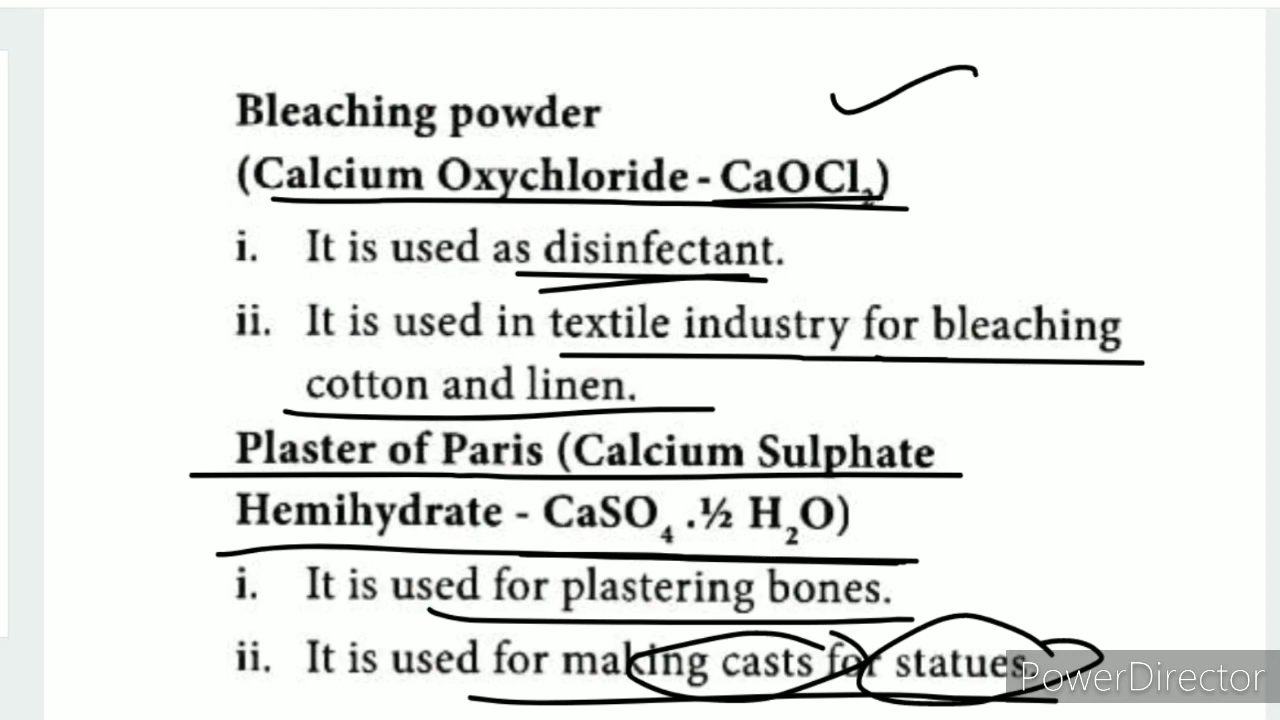 Bleaching powder
(Calcium Oxychloride - CaOCl₂)
i. It is used as disinfectant.
ii. It is used in textile industry for bleaching
cotton and linen.
Plaster of Paris (Calcium Sulphate
Hemihydrate - CaSO₄ .½ H₂O)
i. It is used for plastering bones.
ii. It is used for making casts for statues
PowerDirector